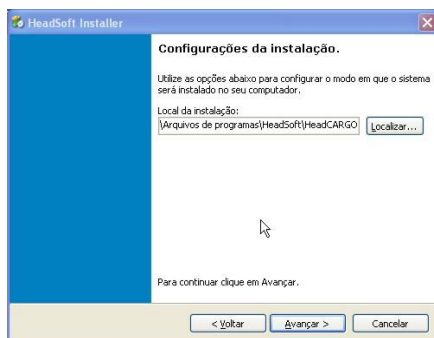 HeadSoft Installer
Configurações da instalação.
Utilize as opções abaixo para configurar o modo em que o sistema
será instalado no seu computador.
Local da instalação:
\Arquivos de programas\HeadSoft\HeadCARGO
Localizar...
Para continuar clique em Avançar.
< Voltar
Avançar >
Cancelar